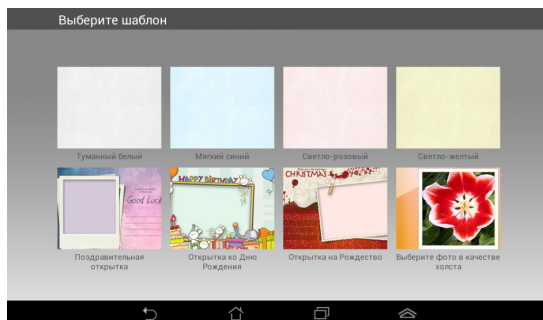 Выберите шаблон
Туманный белый
Мягкий синий
Светло-розовый
Светло-желтый
Good Luck
HAPPY BIRTHDAY
CHRISTMAS
Поздравительная
открытка
Открытка ко Дню
Рождения
Открытка на Рождество
Выберите фото в качестве
холста